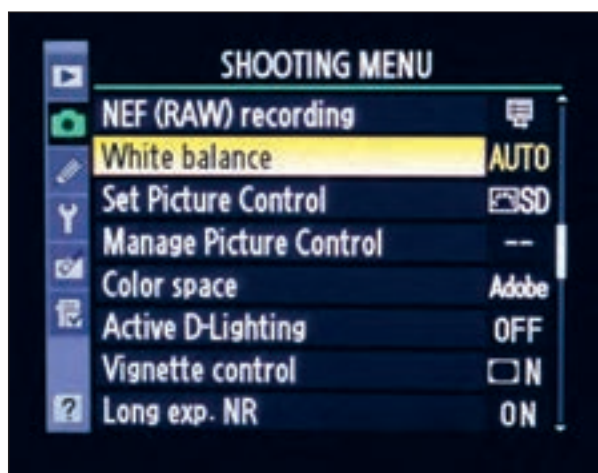 SHOOTING MENU
NEF (RAW) recording
White balance AUTO
Set Picture Control SD
Manage Picture Control --
Color space Adobe
Active D-Lighting OFF
Vignette control N
Long exp. NR ON
?